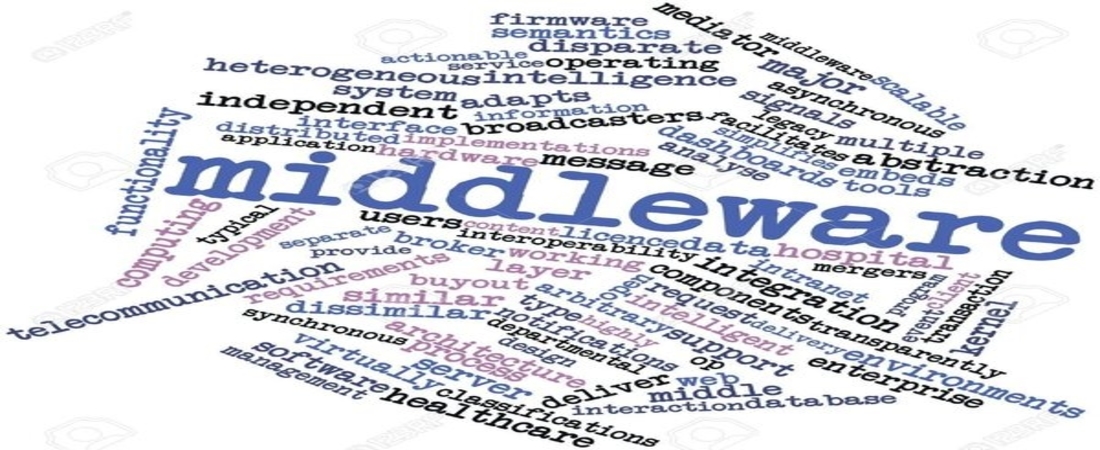 firmware
semantics
mediator
middleware
scalable
disparate
actionable
service
operating
major
heterogeneous
intelligence
asynchronous
system
adapts
signals
independent
information
legacy
multiple
functionality
interface
broadcasters
facilitates
abstraction
distributed
implementations
dashboards
simplifies
embeds
application
hardware
message
analyse
tools
middleware
computing
typical
development
users
content
licence
data
hospital
separate
broker
interoperability
provide
working
integration
intranet
mergers
telecommunication
requirements
layer
components
program
client
transaction
buyout
open
request
event
kernel
similar
type
arbitrary
intelligent
delivery
transparently
dissimilar
notifications
highly
support
environments
synchronous
architecture
departmental
design
op
enterprise
virtually
process
software
server
deliver
web
management
classifications
middle
healthcare
interaction
database